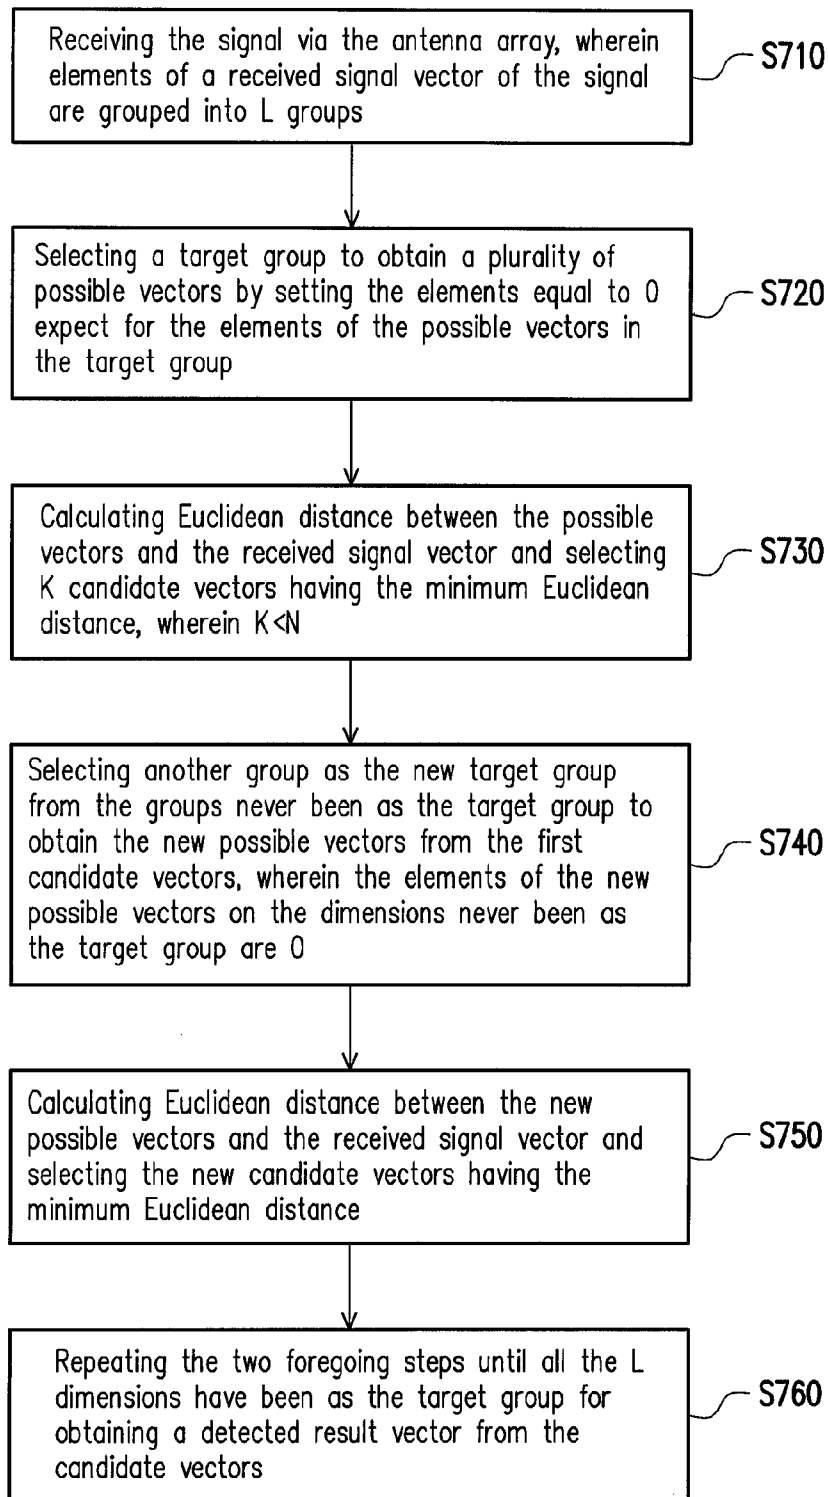 Receiving the signal via the antenna array, wherein
elements of a received signal vector of the signal
are grouped into L groups
S710
Selecting a target group to obtain a plurality of
possible vectors by setting the elements equal to 0
expect for the elements of the possible vectors in
the target group
S720
Calculating Euclidean distance between the possible
vectors and the received signal vector and selecting
K candidate vectors having the minimum Euclidean
distance, wherein K<N
S730
Selecting another group as the new target group
from the groups never been as the target group to
obtain the new possible vectors from the first
candidate vectors, wherein the elements of the new
possible vectors on the dimensions never been as
the target group are 0
S740
Calculating Euclidean distance between the new
possible vectors and the received signal vector and
selecting the new candidate vectors having the
minimum Euclidean distance
S750
Repeating the two foregoing steps until all the L
dimensions have been as the target group for
obtaining a detected result vector from the
candidate vectors
S760